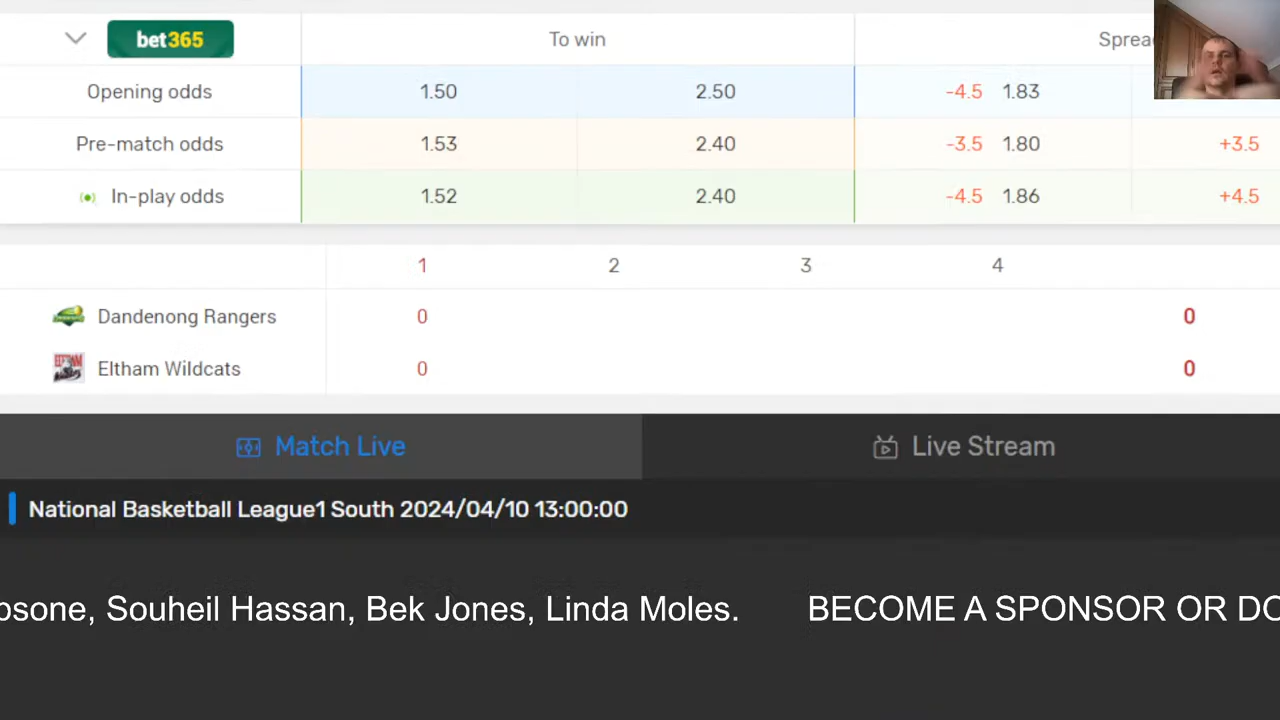 bet365 To win Sprea
Opening odds 1.50 2.50 -4.5 1.83
Pre-match odds 1.53 2.40 -3.5 1.80 +3.5
In-play odds 1.52 2.40 -4.5 1.86 +4.5
1 2 3 4
Dandenong Rangers 0 0
Eltham Wildcats 0 0
Match Live Live Stream
National Basketball League1 South 2024/04/10 13:00:00
osone, Souheil Hassan, Bek Jones, Linda Moles. BECOME A SPONSOR OR DO